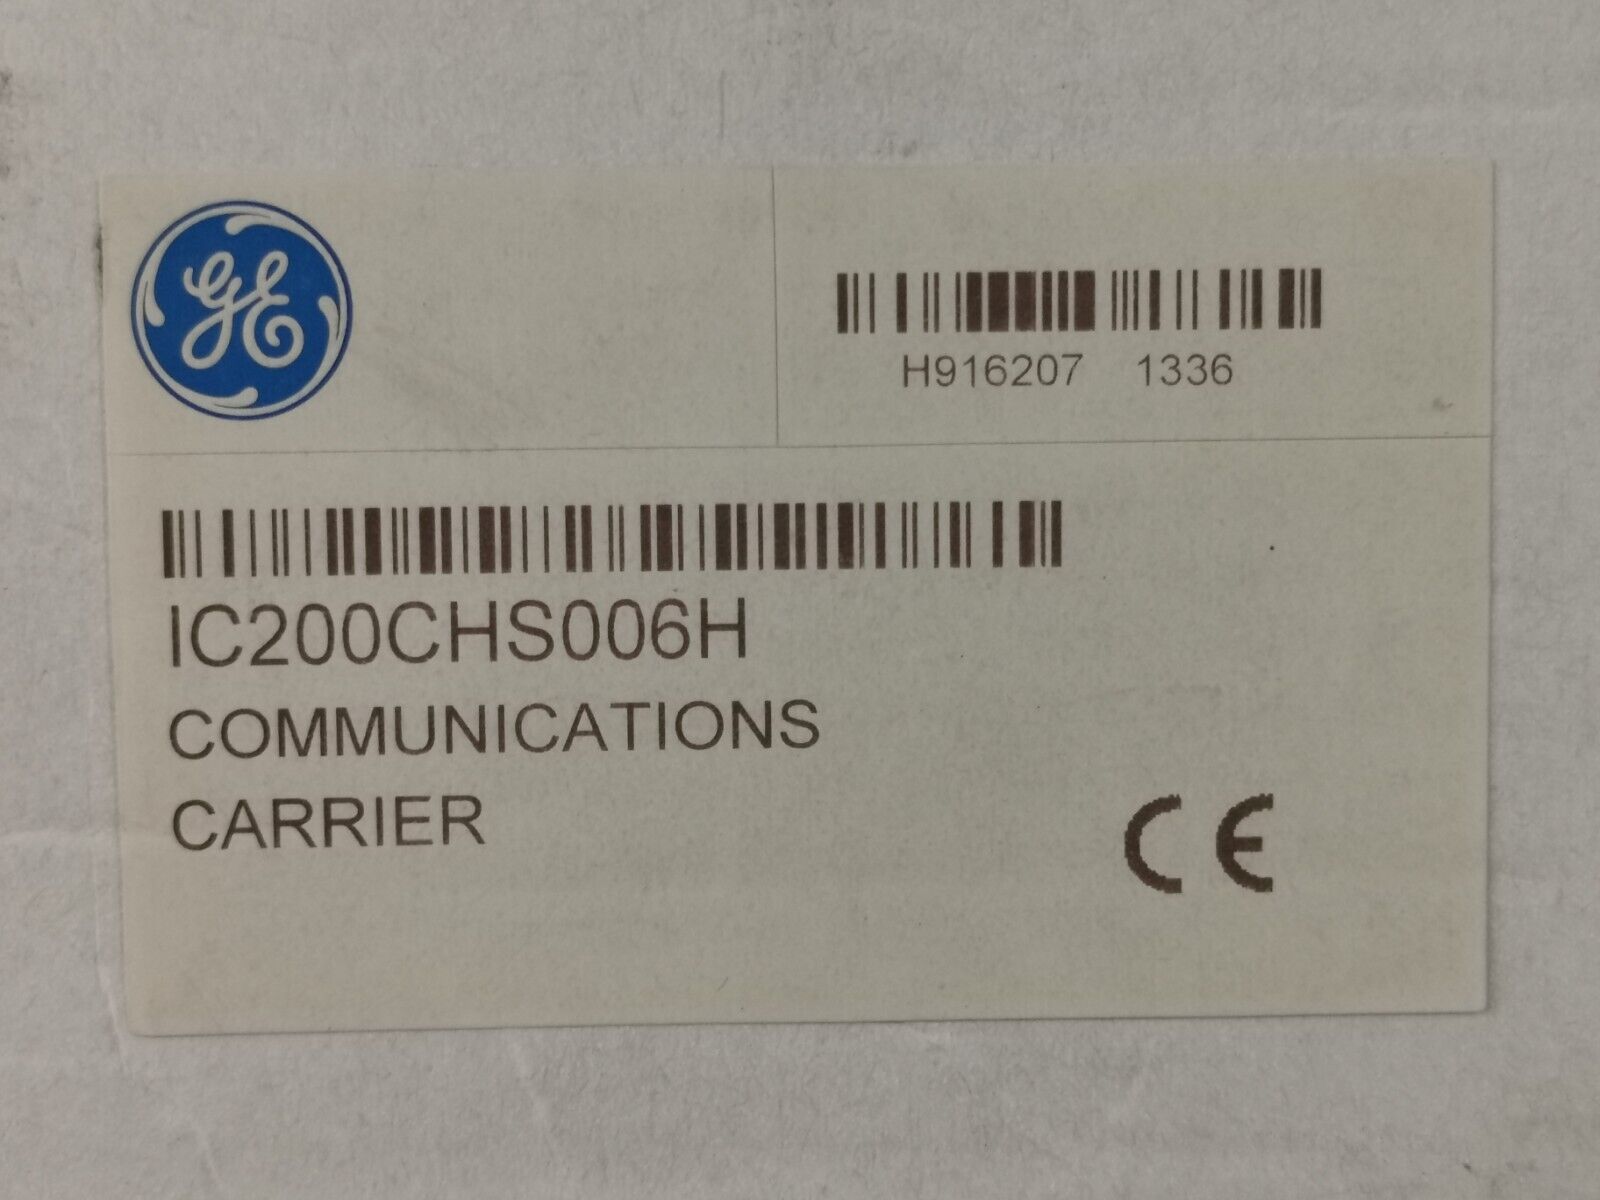 GE
H916207 1336
IC200CHS006H
COMMUNICATIONS
CARRIER
CE